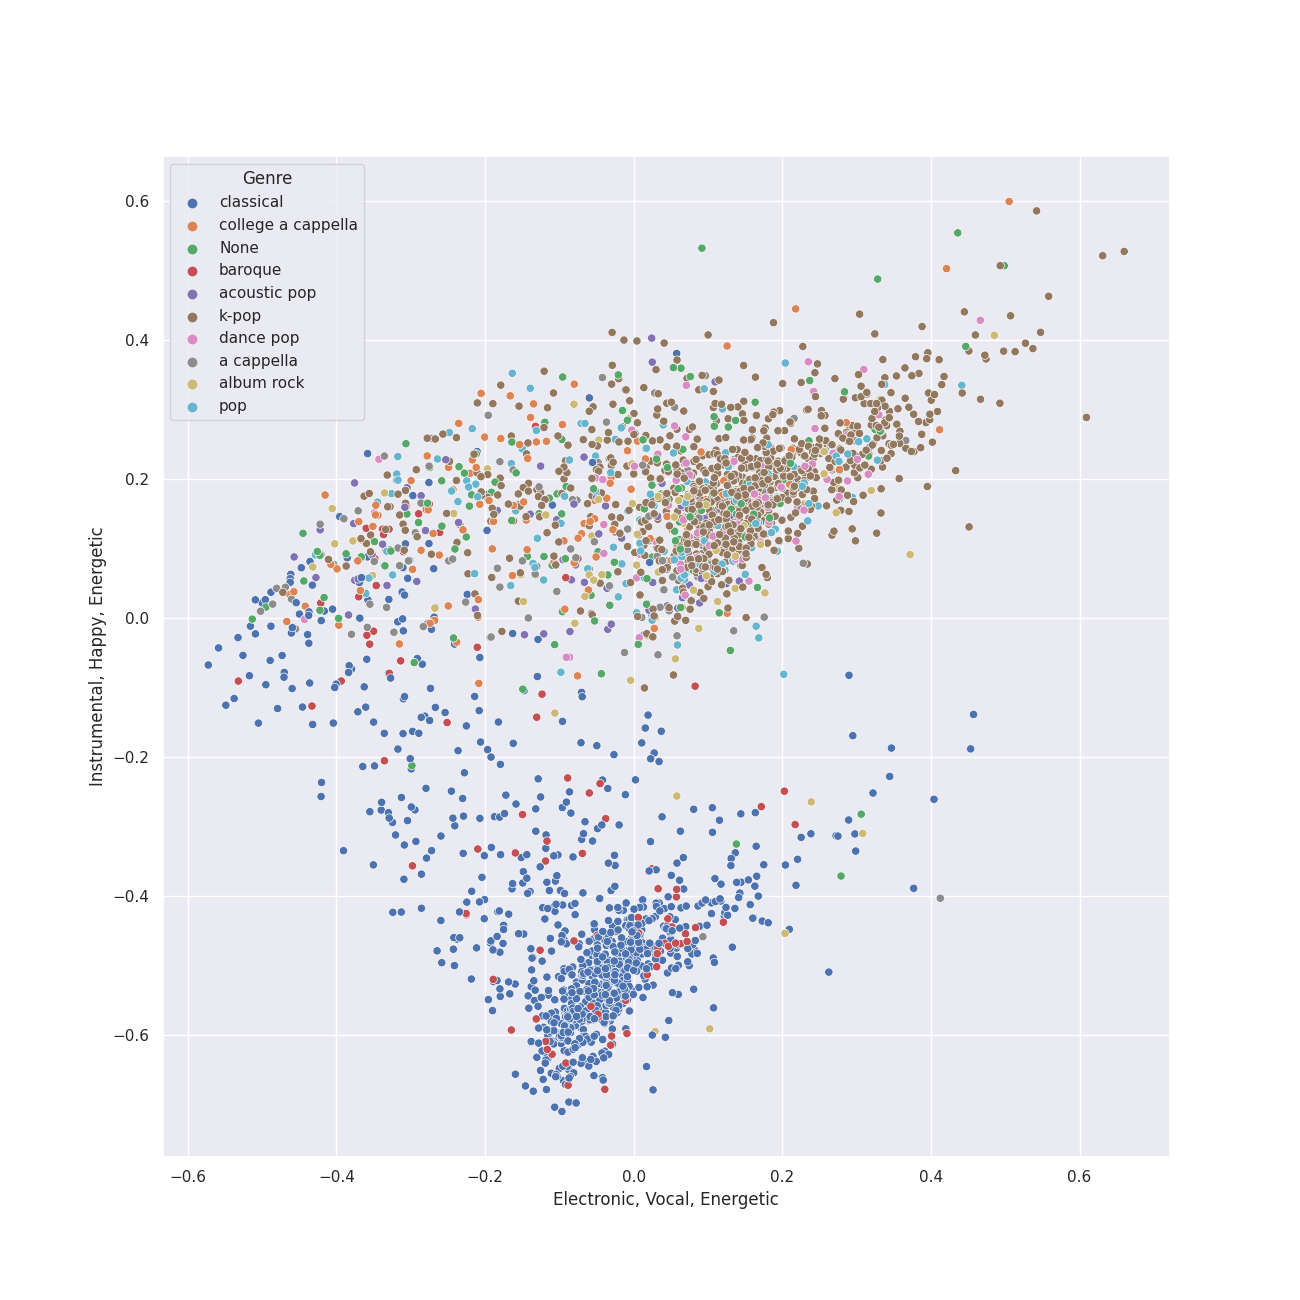 Genre
classical
college a cappella
None
baroque
acoustic pop
k-pop
dance pop
a cappella
album rock
pop
0.6
0.4
0.2
0.0
−0.2
−0.4
−0.6
Instrumental, Happy, Energetic
−0.6 −0.4 −0.2 0.0 0.2 0.4 0.6
Electronic, Vocal, Energetic